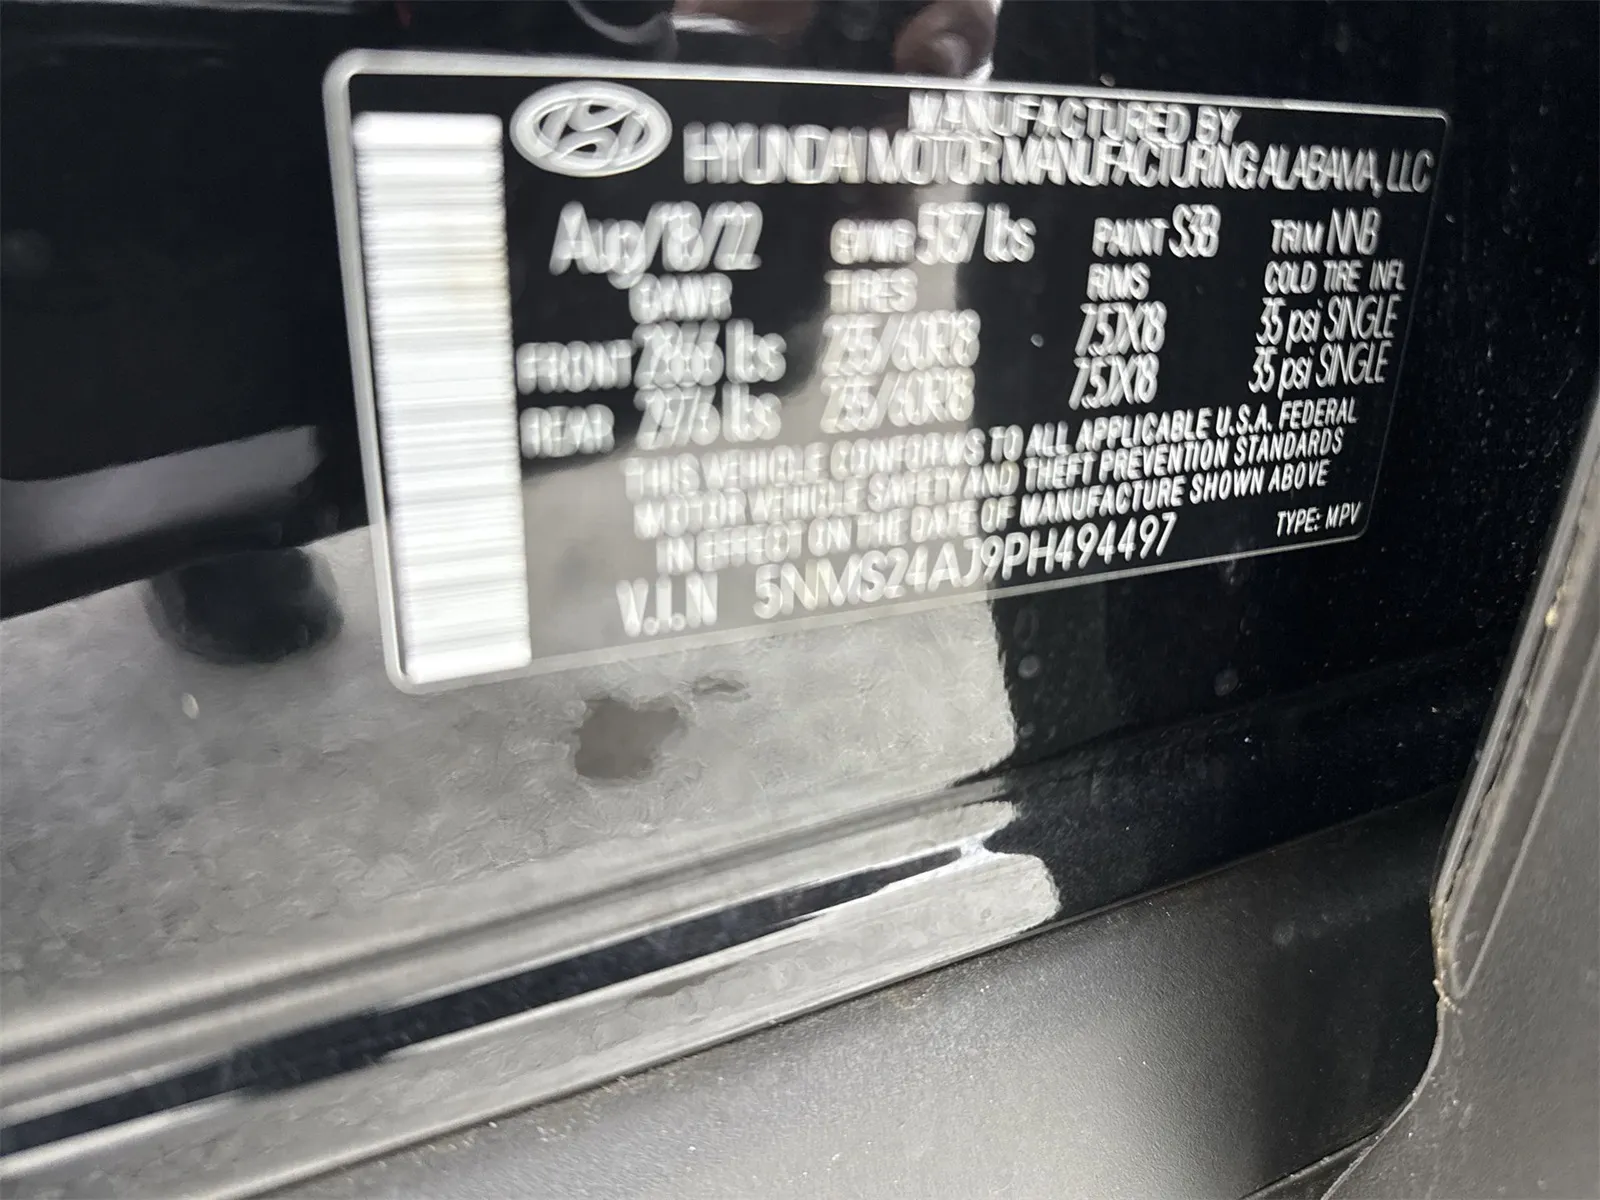 MANUFACTURED BY
HYUNDAI MOTOR MANUFACTURING ALABAMA, LLC
Aug/18/22 GVWR lbs PAINT S3B TRIM NNB
GAWR TIRES RIMS COLD TIRE INFL
FRONT 2866 lbs 235/60R18 7.5JX18 35 psi SINGLE
REAR 2976 lbs 235/60R18 7.5JX18 35 psi SINGLE
THIS VEHICLE CONFORMS TO ALL APPLICABLE U.S.A. FEDERAL
MOTOR VEHICLE SAFETY AND THEFT PREVENTION STANDARDS
IN EFFECT ON THE DATE OF MANUFACTURE SHOWN ABOVE
V.I.N 5NMS24AJ9PH494497 TYPE: MPV